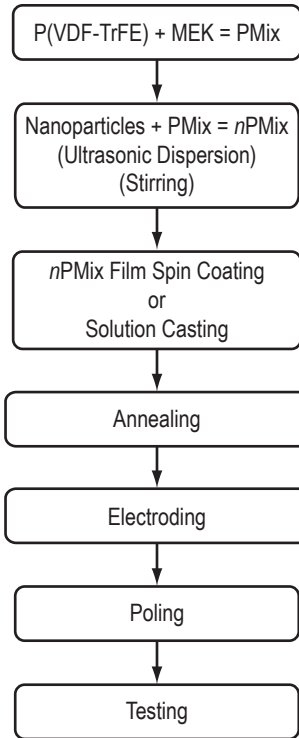 P(VDF-TrFE) + MEK = PMix
Nanoparticles + PMix = nPMix
(Ultrasonic Dispersion)
(Stirring)
nPMix Film Spin Coating
or
Solution Casting
Annealing
Electroding
Poling
Testing